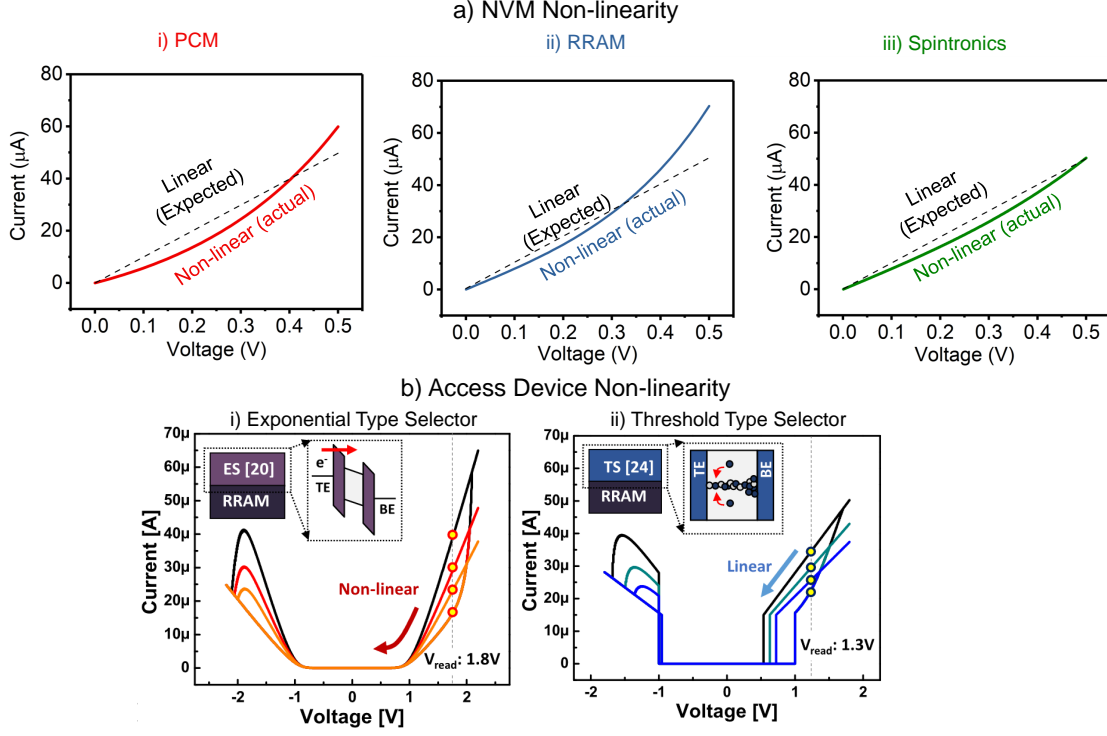 a) NVM Non-linearity
i) PCM
80
60
40
20
0
Current (μA)
Linear
(Expected)
Non-linear (actual)
0.0 0.1 0.2 0.3 0.4 0.5
Voltage (V)
ii) RRAM
80
60
40
20
0
Current (μA)
Linear
(Expected)
Non-linear (actual)
0.0 0.1 0.2 0.3 0.4 0.5
Voltage (V)
iii) Spintronics
80
60
40
20
0
Current (μA)
Linear
(Expected)
Non-linear (actual)
0.0 0.1 0.2 0.3 0.4 0.5
Voltage (V)
b) Access Device Non-linearity
i) Exponential Type Selector
70μ
60μ
50μ
40μ
30μ
20μ
10μ
0
Current [A]
ES [20]
RRAM
e-
TE
BE
Non-linear
Vread: 1.8V
-2 -1 0 1 2
Voltage [V]
ii) Threshold Type Selector
70μ
60μ
50μ
40μ
30μ
20μ
10μ
0
Current [A]
TS [24]
RRAM
TE
BE
Linear
Vread: 1.3V
-2 -1 0 1 2
Voltage [V]